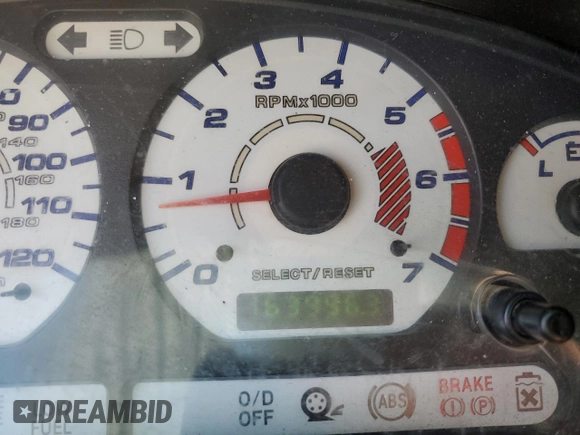 3 4
2 RPMx1000 5
90
140
100
160
1 6
110 L E
180
120 0 SELECT/RESET 7
O/D OFF ABS BRAKE (P)
FUEL
DREAMBID